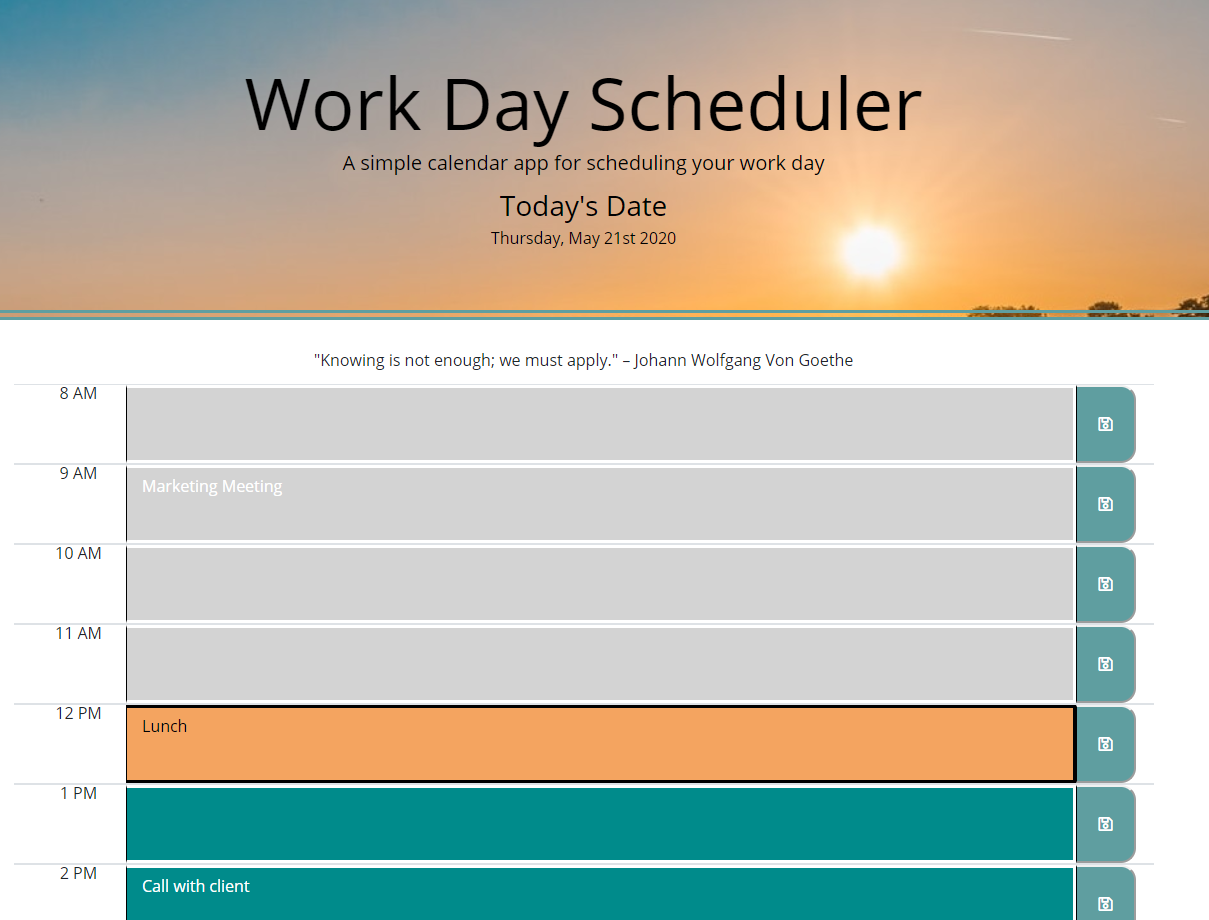 Work Day Scheduler
A simple calendar app for scheduling your work day
Today's Date
Thursday, May 21st 2020
"Knowing is not enough; we must apply." – Johann Wolfgang Von Goethe
8 AM
9 AM
Marketing Meeting
10 AM
11 AM
12 PM
Lunch
1 PM
2 PM
Call with client